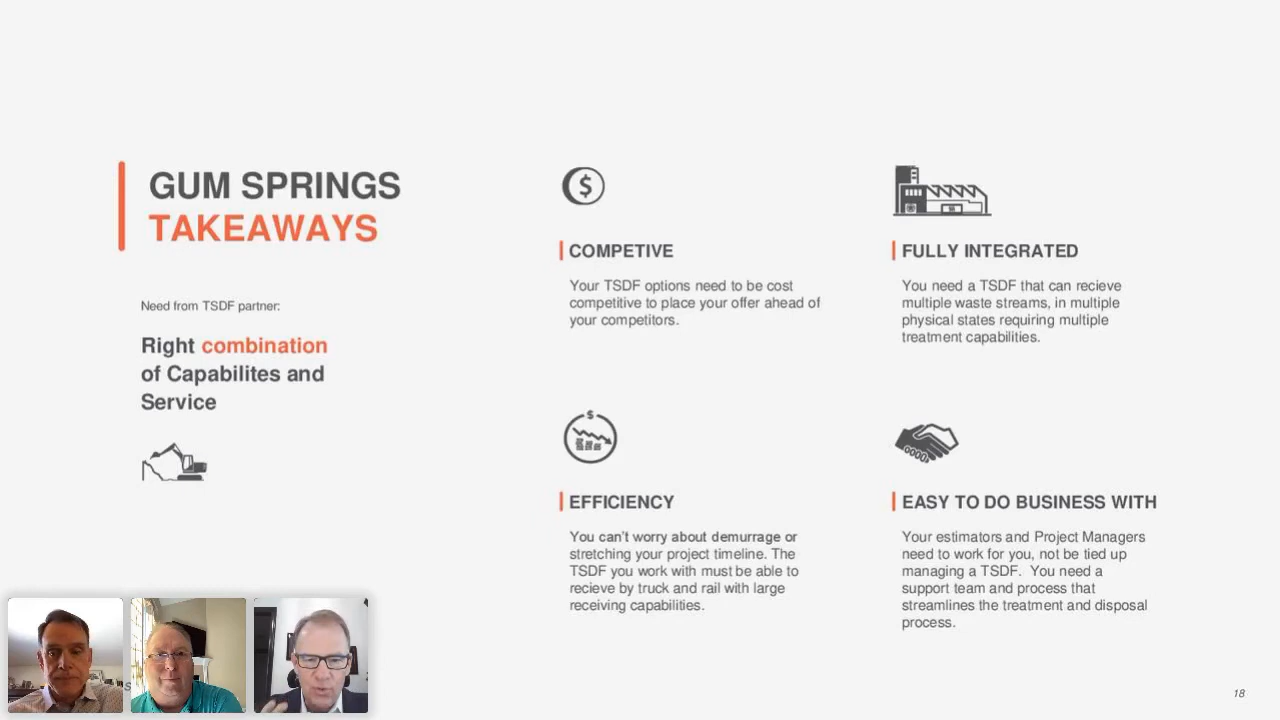 GUM SPRINGS
TAKEAWAYS
Need from TSDF partner:
Right combination
of Capabilites and
Service
COMPETIVE
Your TSDF options need to be cost
competitive to place your offer ahead of
your competitors.
FULLY INTEGRATED
You need a TSDF that can recieve
multiple waste streams, in multiple
physical states requiring multiple
treatment capabilities.
EFFICIENCY
You can't worry about demurrage or
stretching your project timeline. The
TSDF you work with must be able to
recieve by truck and rail with large
receiving capabilities.
EASY TO DO BUSINESS WITH
Your estimators and Project Managers
need to work for you, not be tied up
managing a TSDF. You need a
support team and process that
streamlines the treatment and disposal
process.
18